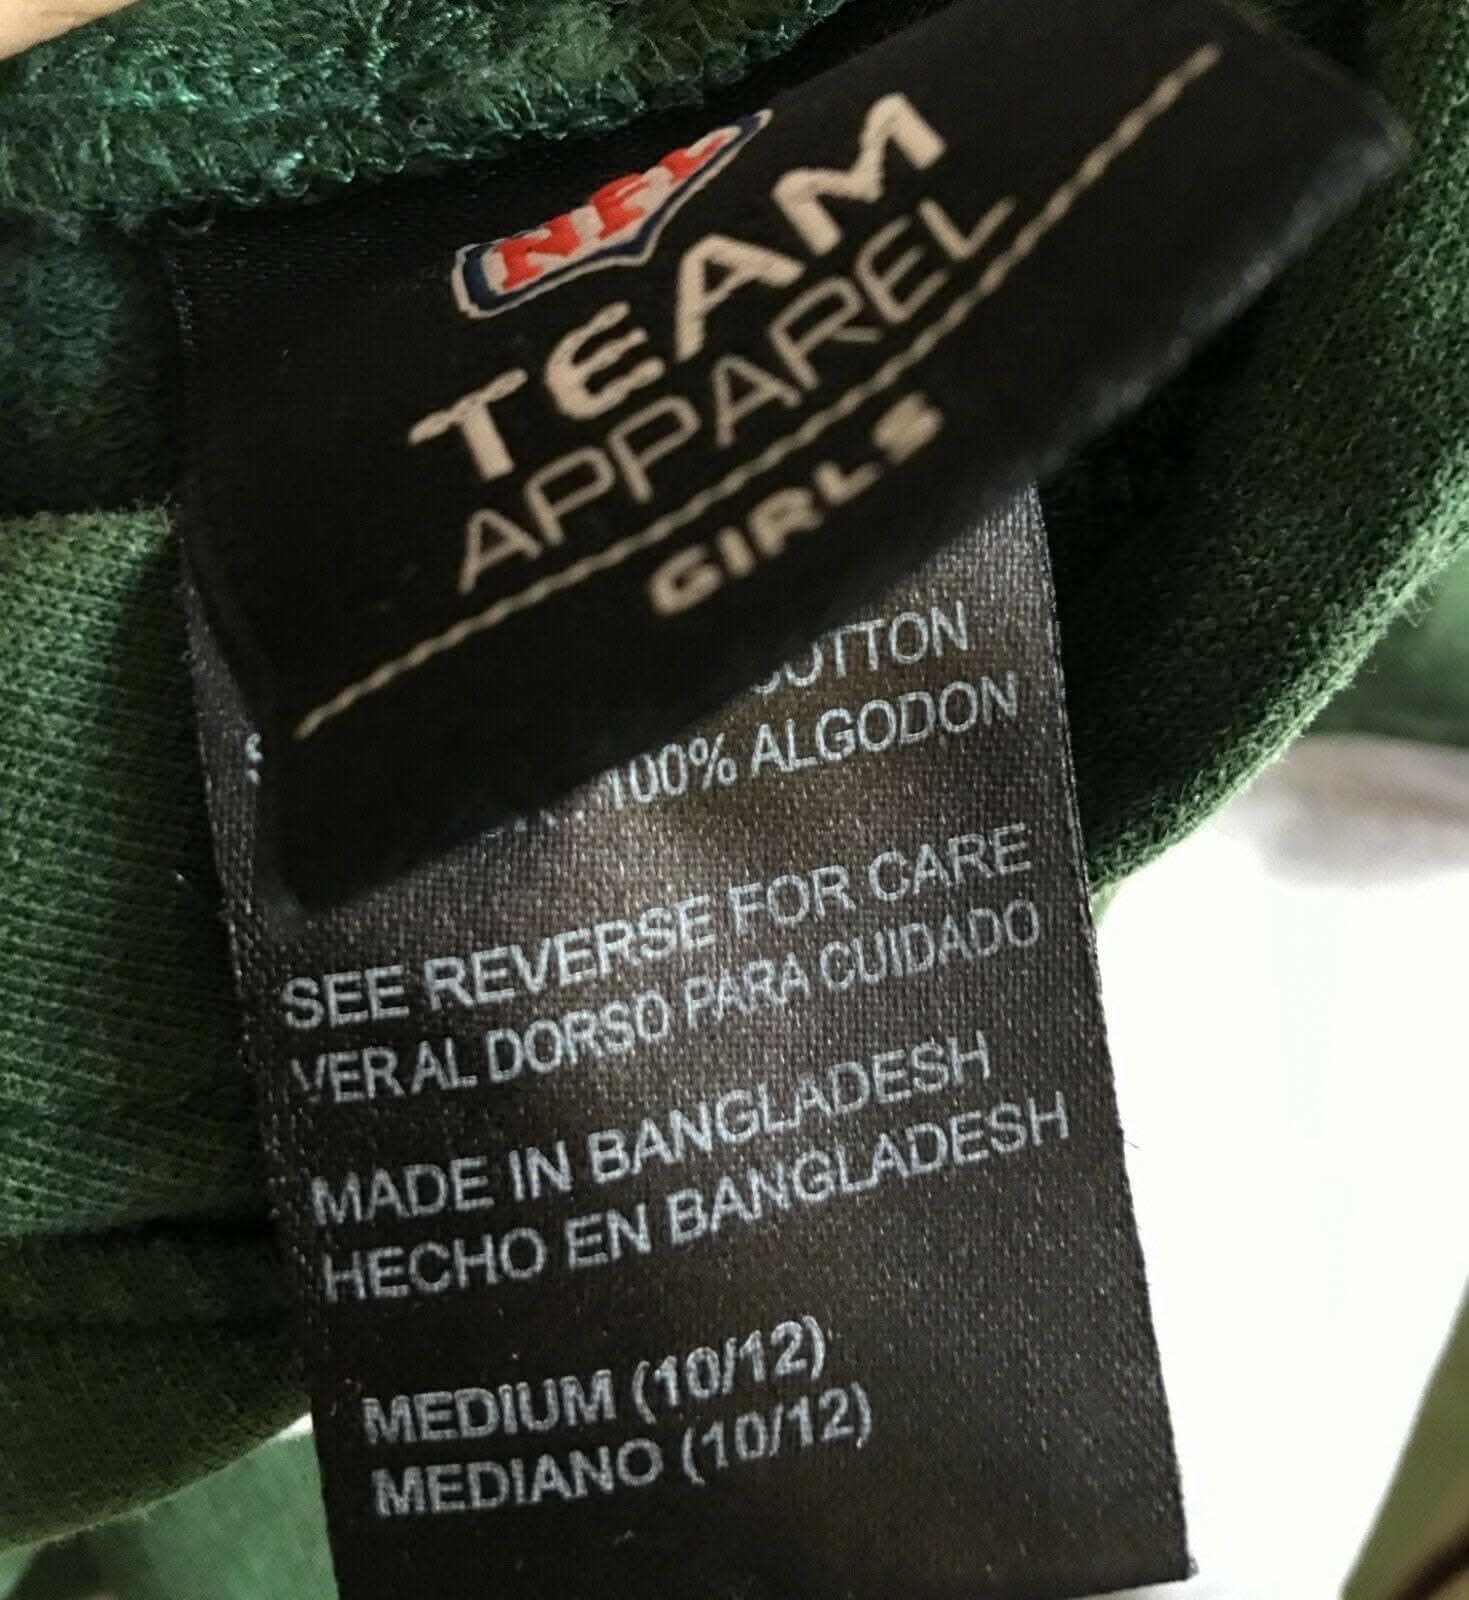 NFL
TEAM
APPAREL
GIRLS
100% ALGODON
SEE REVERSE FOR CARE
VER AL DORSO PARA CUIDADO
MADE IN BANGLADESH
HECHO EN BANGLADESH
MEDIUM (10/12)
MEDIANO (10/12)